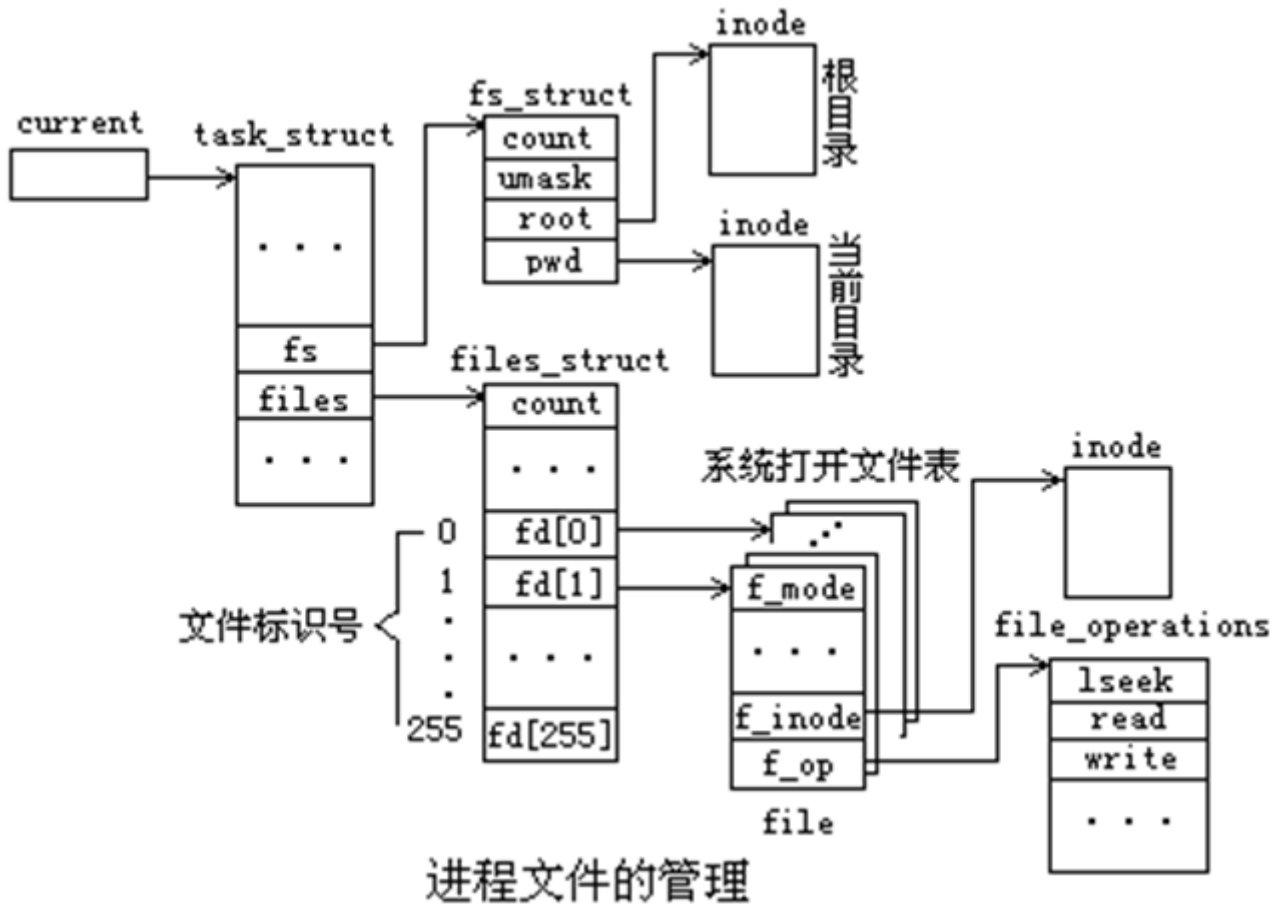 inode
根目录
fs_struct
current
task_struct
count
umask
root
pwd
inode
当前目录
. . .
fs
files
. . .
files_struct
count
. . .
系统打开文件表
inode
0
fd[0]
. . .
1
fd[1]
f_mode
文件标识号
.
.
.
. . .
. . .
file_operations
lseek
f_inode
read
255
fd[255]
f_op
write
. . .
file
进程文件的管理